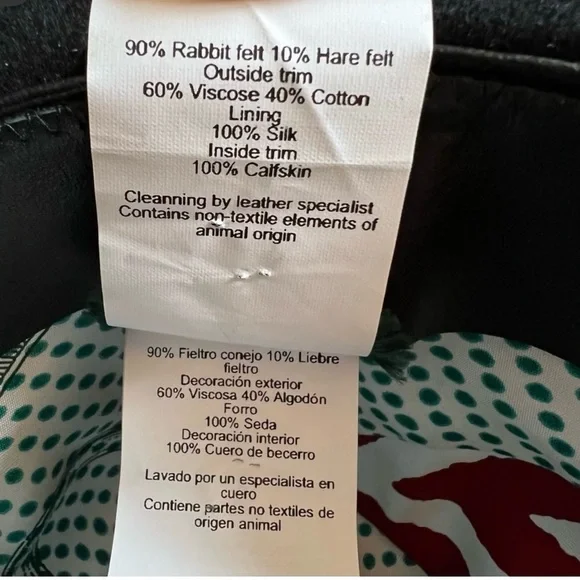 90% Rabbit felt 10% Hare felt
Outside trim
60% Viscose 40% Cotton
Lining
100% Silk
Inside trim
100% Calfskin
Cleanning by leather specialist
Contains non-textile elements of
animal origin
90% Fieltro conejo 10% Liebre
fieltro
Decoración exterior
60% Viscosa 40% Algodón
Forro
100% Seda
Decoración interior
100% Cuero de becerro
Lavado por un especialista en
cuero
Contiene partes no textiles de
origen animal